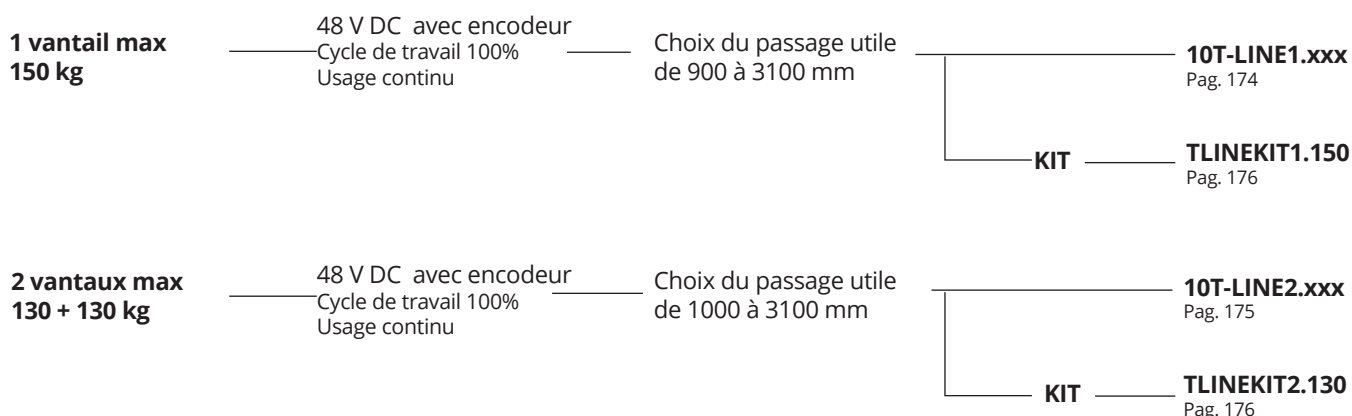 1 vantail max
150 kg
48 V DC  avec encodeur
Cycle de travail 100%
Usage continu
Choix du passage utile
de 900 à 3100 mm
10T-LINE1.xxx
Pag. 174
KIT
TLINEKIT1.150
Pag. 176
2 vantaux max
130 + 130 kg
48 V DC  avec encodeur
Cycle de travail 100%
Usage continu
Choix du passage utile
de 1000 à 3100 mm
10T-LINE2.xxx
Pag. 175
KIT
TLINEKIT2.130
Pag. 176